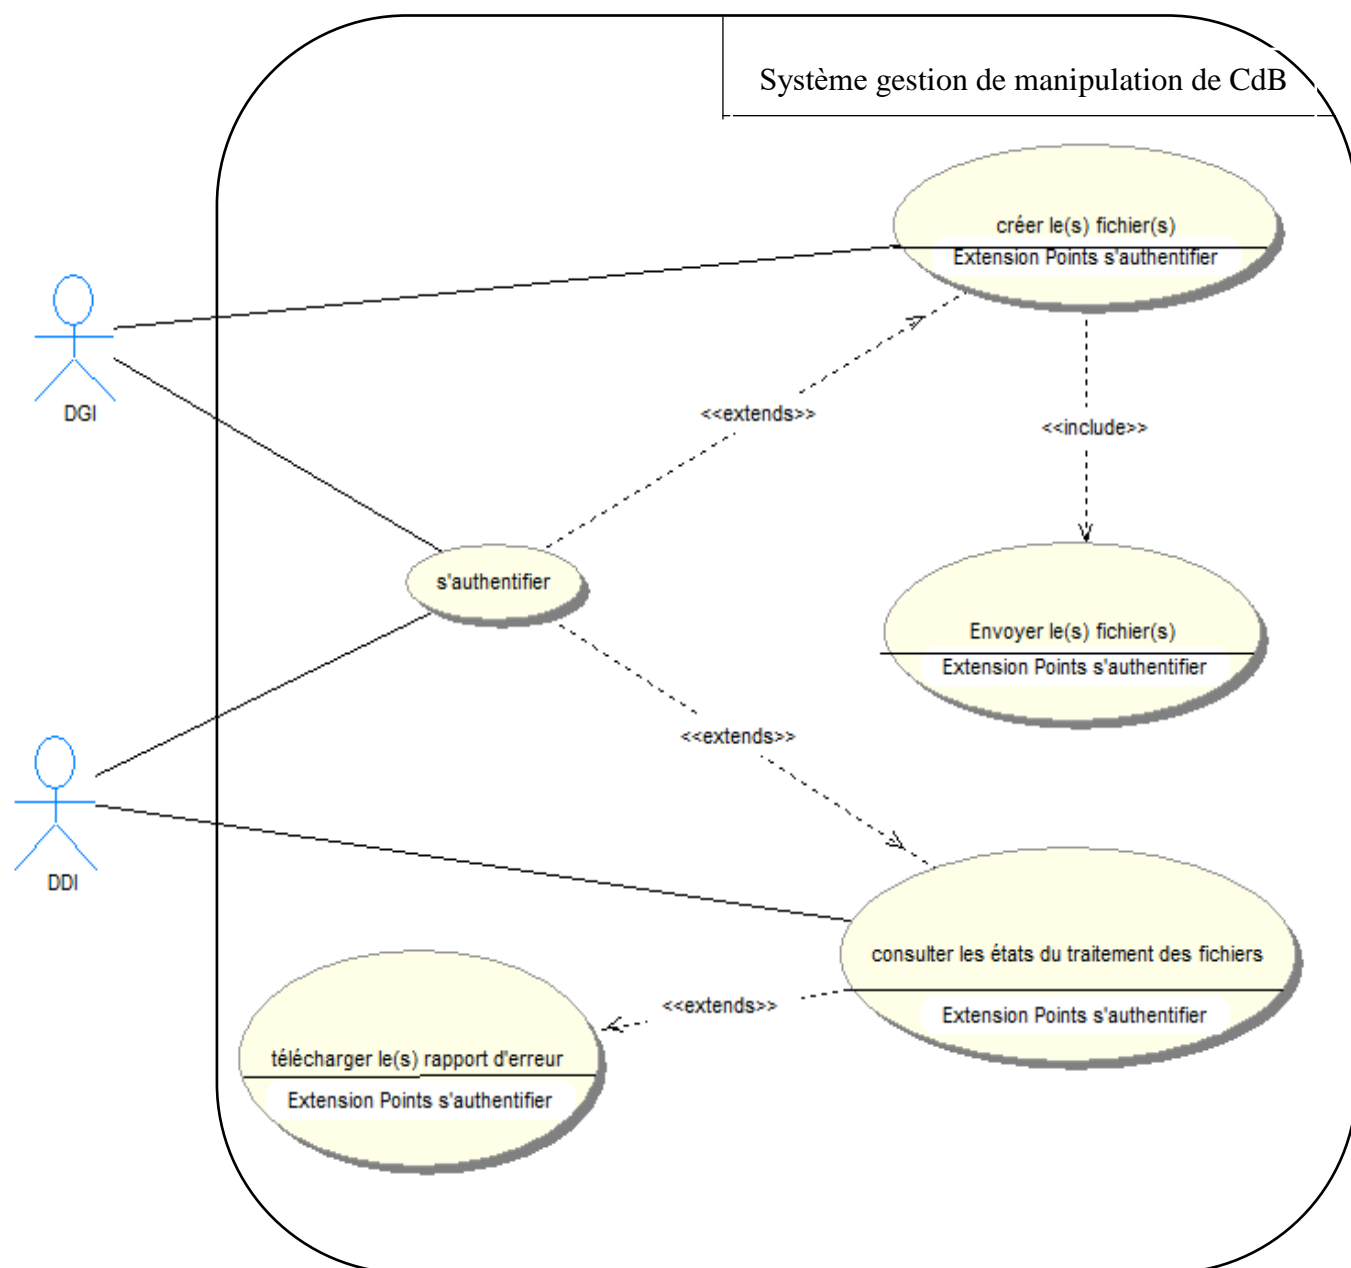 Système gestion de manipulation de CdB
créer le(s) fichier(s)
Extension Points s'authentifier
DGI
<<extends>>
<<include>>
s'authentifier
Envoyer le(s) fichier(s)
Extension Points s'authentifier
<<extends>>
DDI
consulter les états du traitement des fichiers
Extension Points s'authentifier
<<extends>>
télécharger le(s) rapport d'erreur
Extension Points s'authentifier